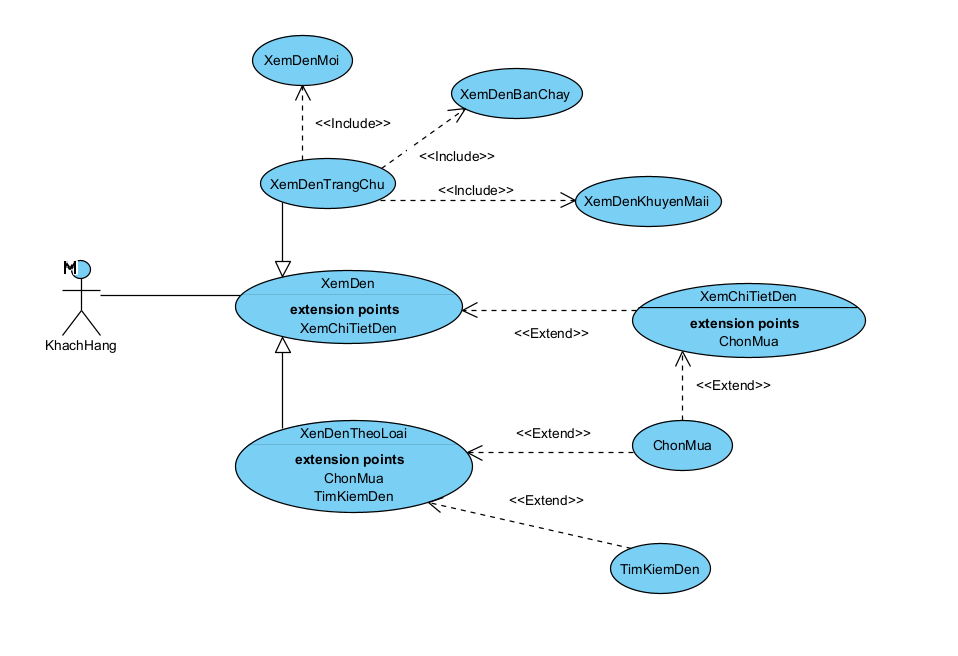 XemDenMoi
XemDenBanChay
<<Include>>
<<Include>>
XemDenTrangChu
<<Include>>
XemDenKhuyenMaii
M
KhachHang
XemDen
extension points
XemChiTietDen
<<Extend>>
XemChiTietDen
extension points
ChonMua
<<Extend>>
XenDenTheoLoai
extension points
ChonMua
TimKiemDen
<<Extend>>
ChonMua
<<Extend>>
TimKiemDen